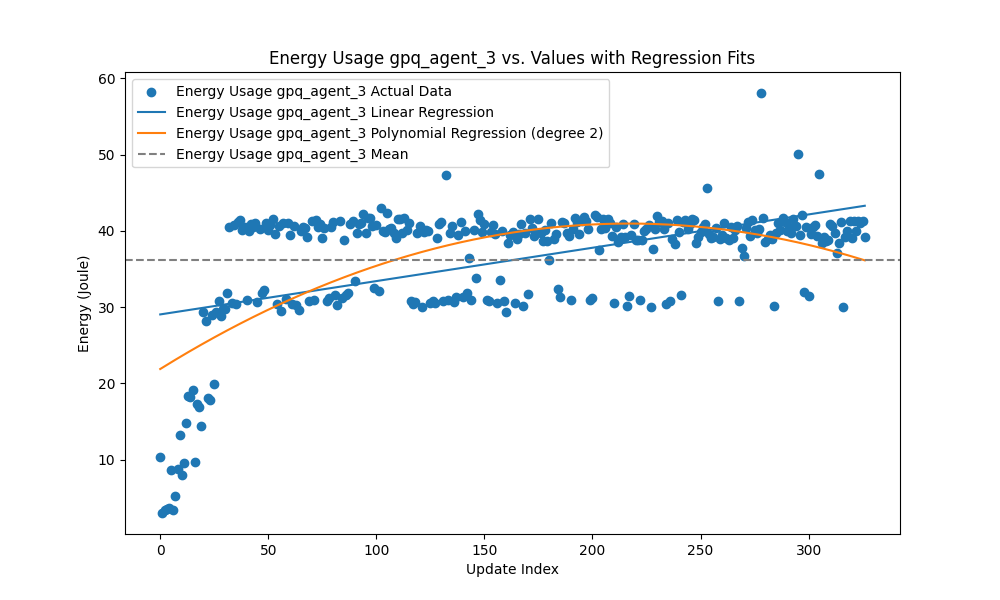 Energy Usage gpq_agent_3 vs. Values with Regression Fits
Energy Usage gpq_agent_3 Actual Data
Energy Usage gpq_agent_3 Linear Regression
Energy Usage gpq_agent_3 Polynomial Regression (degree 2)
Energy Usage gpq_agent_3 Mean
Energy (Joule)
60
50
40
30
20
10
0 50 100 150 200 250 300
Update Index